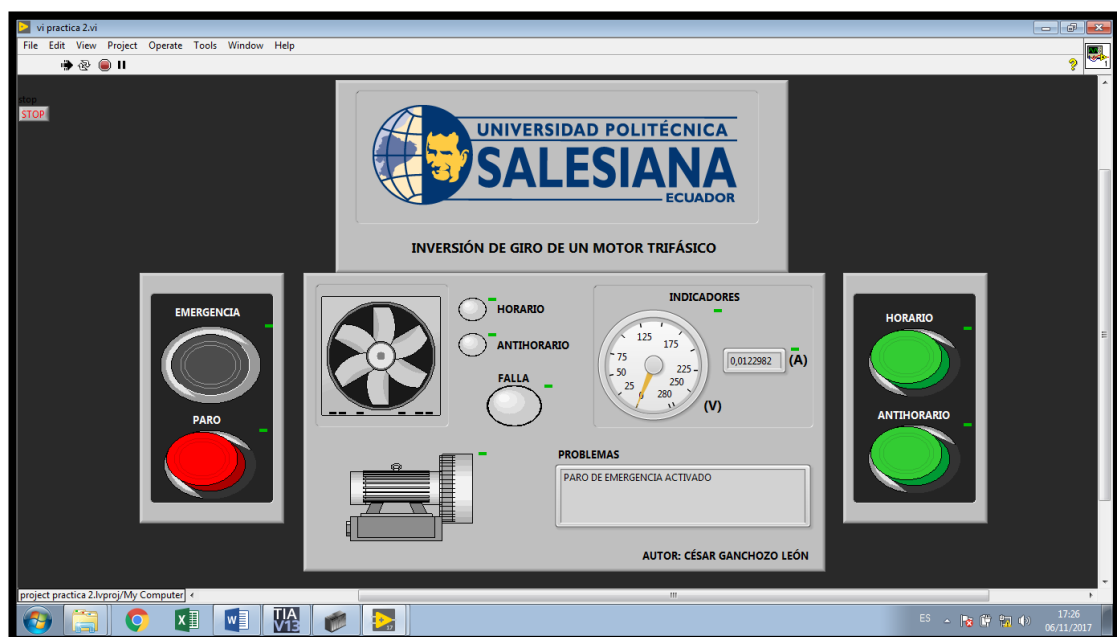 vi practica 2.vi
File Edit View Project Operate Tools Window Help
1
stop
STOP
UNIVERSIDAD POLITÉCNICA
SALESIANA
ECUADOR
INVERSIÓN DE GIRO DE UN MOTOR TRIFÁSICO
EMERGENCIA
PARO
HORARIO
ANTIHORARIO
FALLA
INDICADORES
0
25
50
75
125
175
225
250
280
(V)
0,0122982 (A)
PROBLEMAS
PARO DE EMERGENCIA ACTIVADO
AUTOR: CÉSAR GANCHOZO LEÓN
HORARIO
ANTIHORARIO
project practica 2.lvproj/My Computer
TIA
V13
ES
17:26
06/11/2017